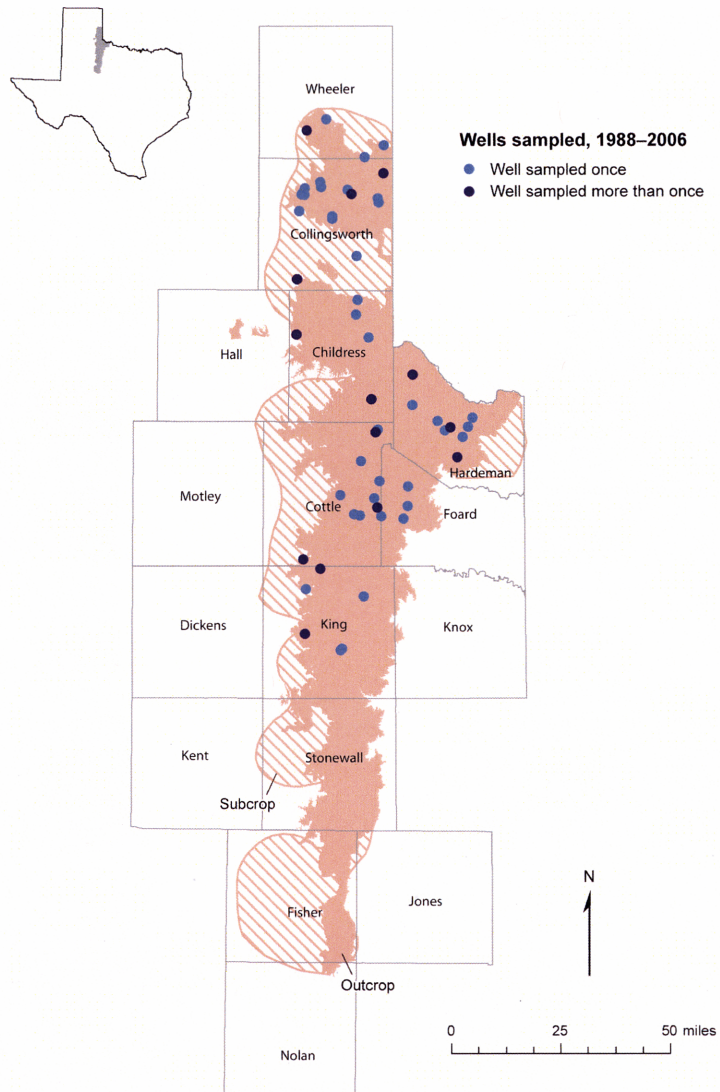 Wheeler
Wells sampled, 1988–2006
Well sampled once
Well sampled more than once
Collingsworth
Hall
Childress
Hardeman
Motley
Cottle
Foard
Dickens
King
Knox
Kent
Stonewall
Subcrop
N
Fisher
Jones
Outcrop
0 25 50 miles
Nolan